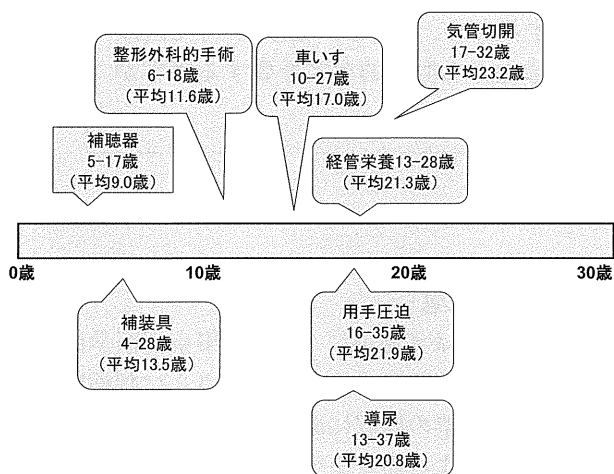 気管切開
17-32歳
(平均23.2歳
整形外科的手術
6-18歳
(平均11.6歳)
車いす
10-27歳
(平均17.0歳)
補聴器
5-17歳
(平均9.0歳)
経管栄養13-28歳
(平均21.3歳)
0歳
10歳
20歳
30歳
補装具
4-28歳
(平均13.5歳)
用手圧迫
16-35歳
(平均21.9歳)
導尿
13-37歳
(平均20.8歳)